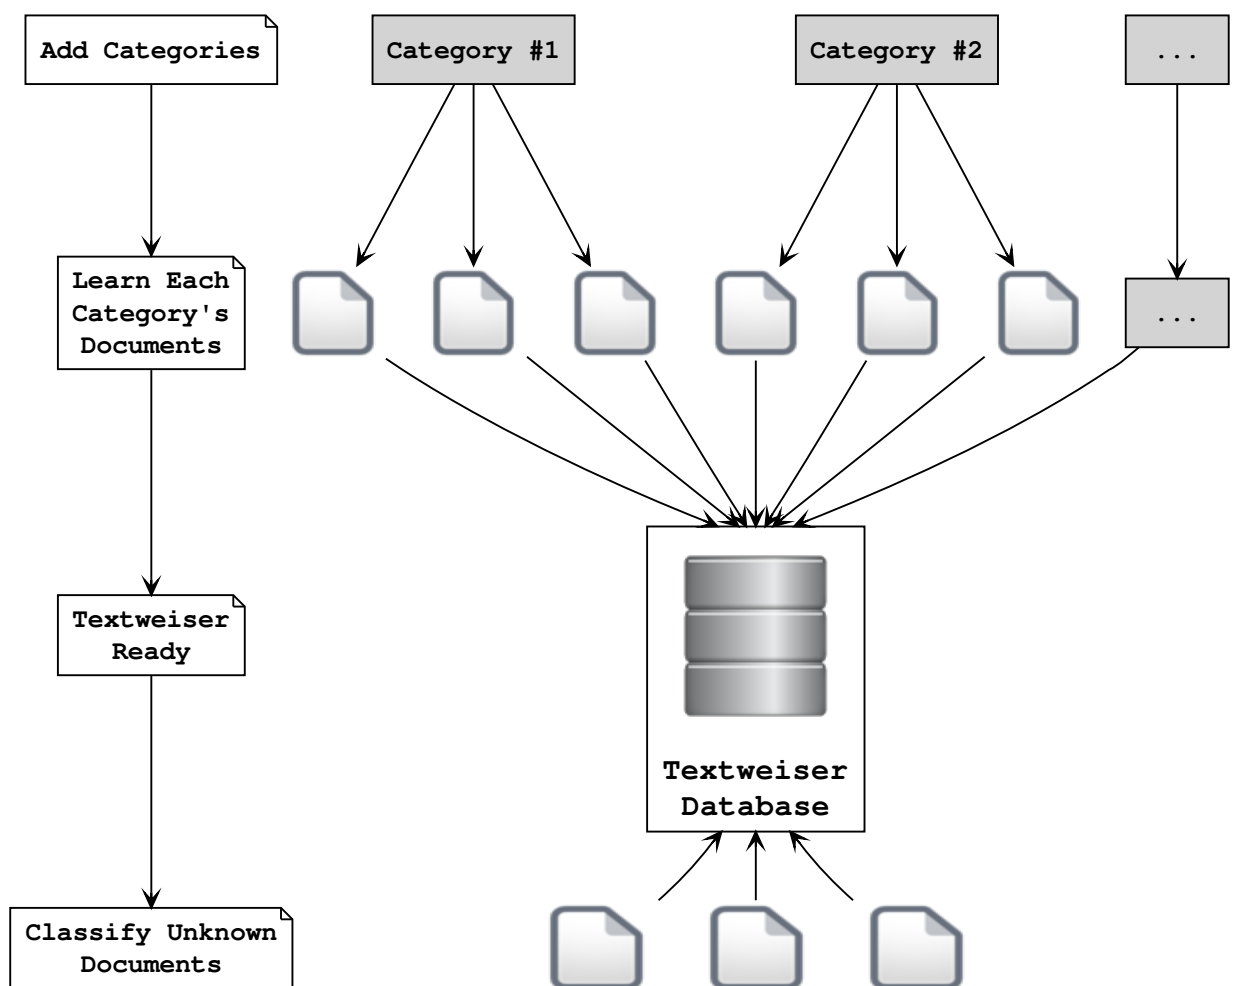 Add Categories
Category #1
Category #2
...
Learn Each
Category's
Documents
...
Textweiser
Ready
Textweiser
Database
Classify Unknown
Documents